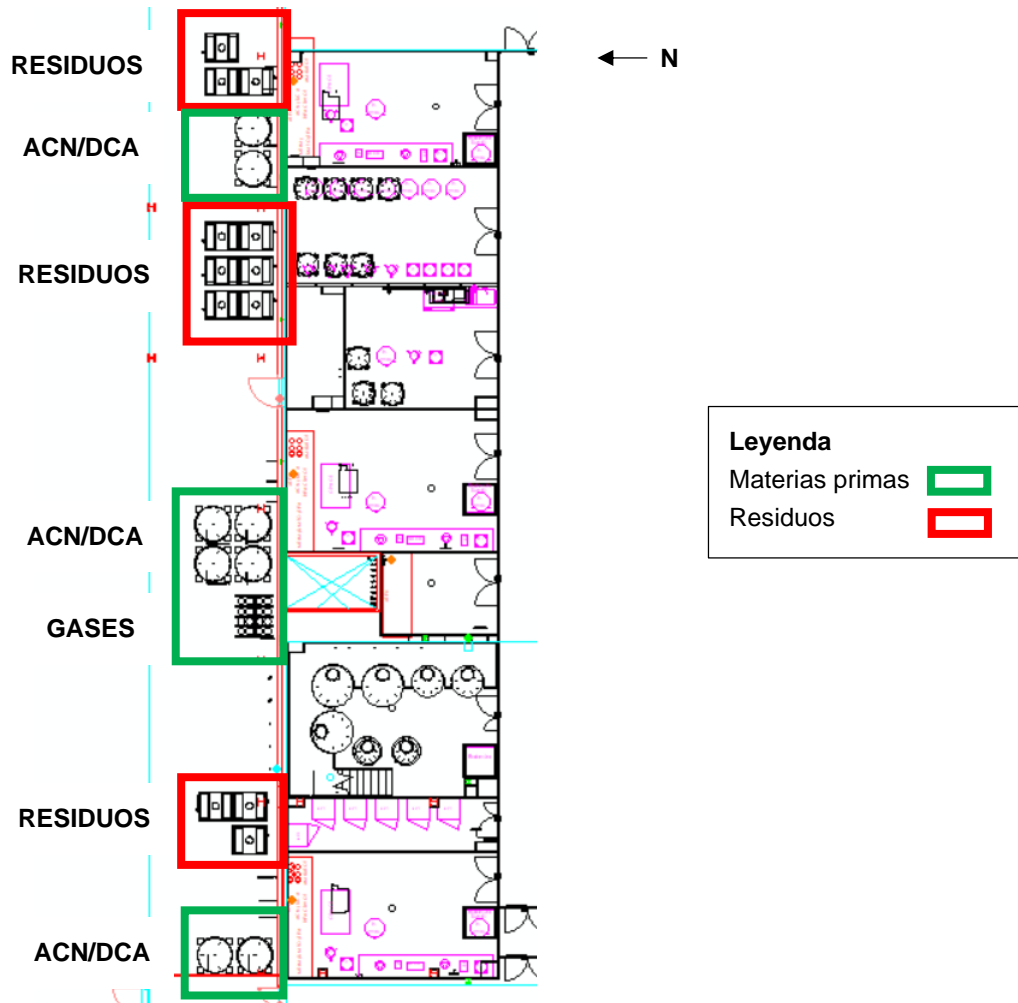 RESIDUOS
N
ACN/DCA
RESIDUOS
Leyenda
Materias primas
Residuos
ACN/DCA
GASES
RESIDUOS
ACN/DCA